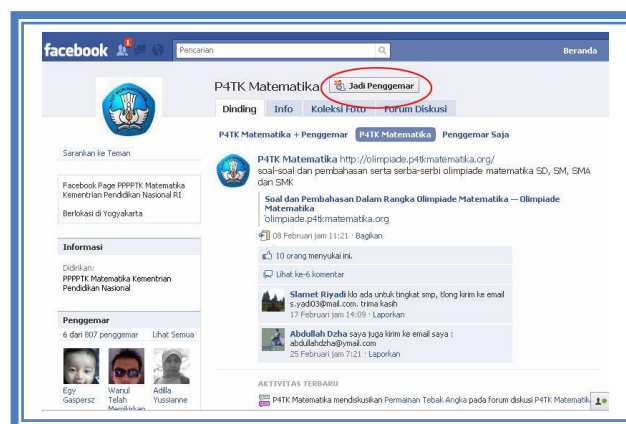 facebook 1 Pencarian Beranda
P4TK Matematika Jadi Penggemar
Dinding Info Koleksi Foto Forum Diskusi
P4TK Matematika + Penggemar P4TK Matematika Penggemar Saja
Sarankan ke Teman
Facebook Page PPPPTK Matematika
Kementrian Pendidikan Nasional RI
Berlokasi di Yogyakarta
Informasi
Didirikan:
PPPPTK Matematika Kementrian
Pendidikan Nasional
Penggemar
6 dari 807 penggemar Lihat Semua
Egy
Gaspersz
Wanul
Telah
Memikirkan
Adilla
Yussianne
P4TK Matematika http://olimpiade.p4tkmatematika.org/
soal-soal dan pembahasan serta serba-serbi olimpiade matematika SD, SM, SMA
dan SMK
Soal dan Pembahasan Dalam Rangka Olimpiade Matematika — Olimpiade
Matematika
olimpiade.p4tkmatematika.org
08 Februari jam 11:21 · Bagikan
10 orang menyukai ini.
Lihat ke-6 komentar
Slamet Riyadi klo ada untuk tingkat smp, tlong kirim ke email
s.yadi03@mail.com. trima kasih
17 Februari jam 14:09 · Laporkan
Abdullah Dzha saya juga kirim ke email saya :
abdullahdzha@ymail.com
25 Februari jam 7:21 · Laporkan
AKTIVITAS TERBARU
P4TK Matematika mendiskusikan Permainan Tebak Angka pada forum diskusi P4TK Matematik